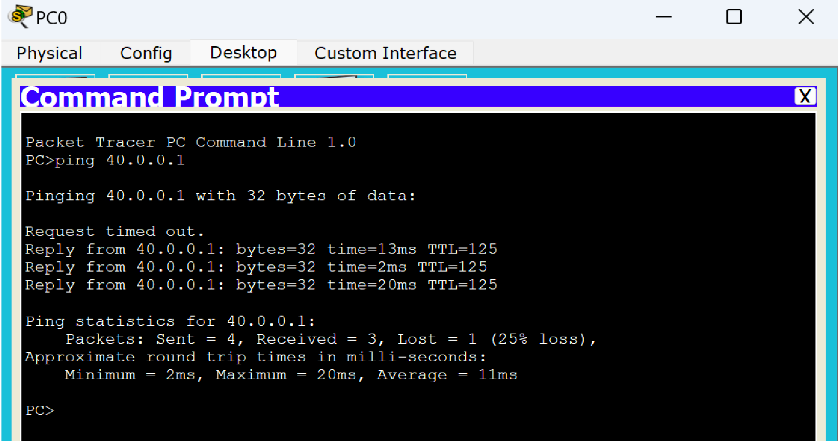 PC0
Physical Config Desktop Custom Interface
Command Prompt
X
Packet Tracer PC Command Line 1.0
PC>ping 40.0.0.1
Pinging 40.0.0.1 with 32 bytes of data:
Request timed out.
Reply from 40.0.0.1: bytes=32 time=13ms TTL=125
Reply from 40.0.0.1: bytes=32 time=2ms TTL=125
Reply from 40.0.0.1: bytes=32 time=20ms TTL=125
Ping statistics for 40.0.0.1:
Packets: Sent = 4, Received = 3, Lost = 1 (25% loss),
Approximate round trip times in milli-seconds:
Minimum = 2ms, Maximum = 20ms, Average = 11ms
PC>